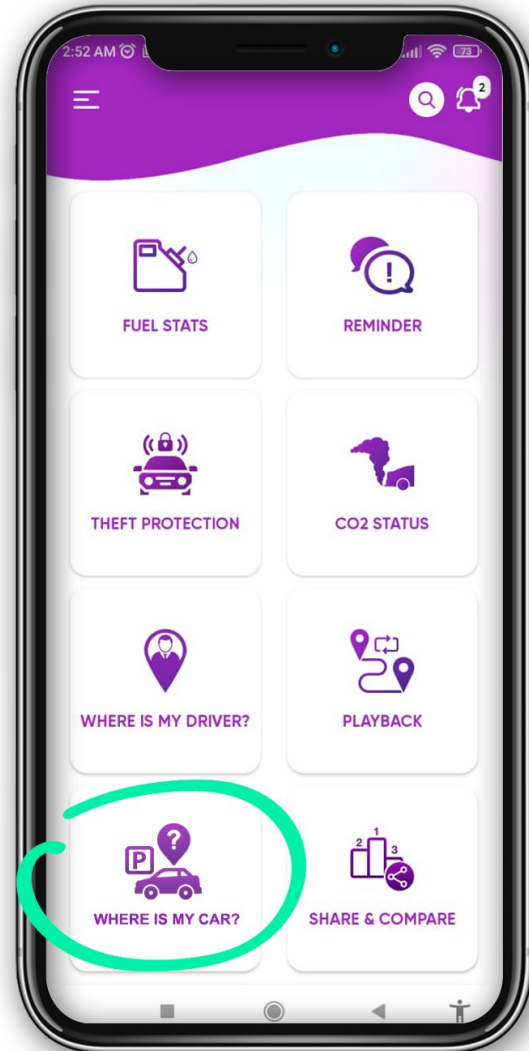 2:52 AM
73
2
FUEL STATS
REMINDER
!
THEFT PROTECTION
CO2 STATUS
WHERE IS MY DRIVER?
PLAYBACK
?
P
WHERE IS MY CAR?
1
2
3
SHARE & COMPARE